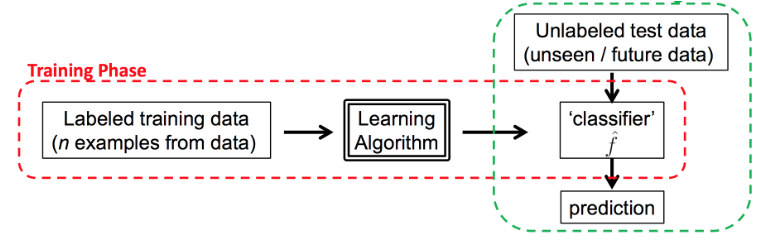 Unlabeled test data
(unseen / future data)
Training Phase
Labeled training data
(n examples from data)
Learning
Algorithm
‘classifier’
f̂
prediction